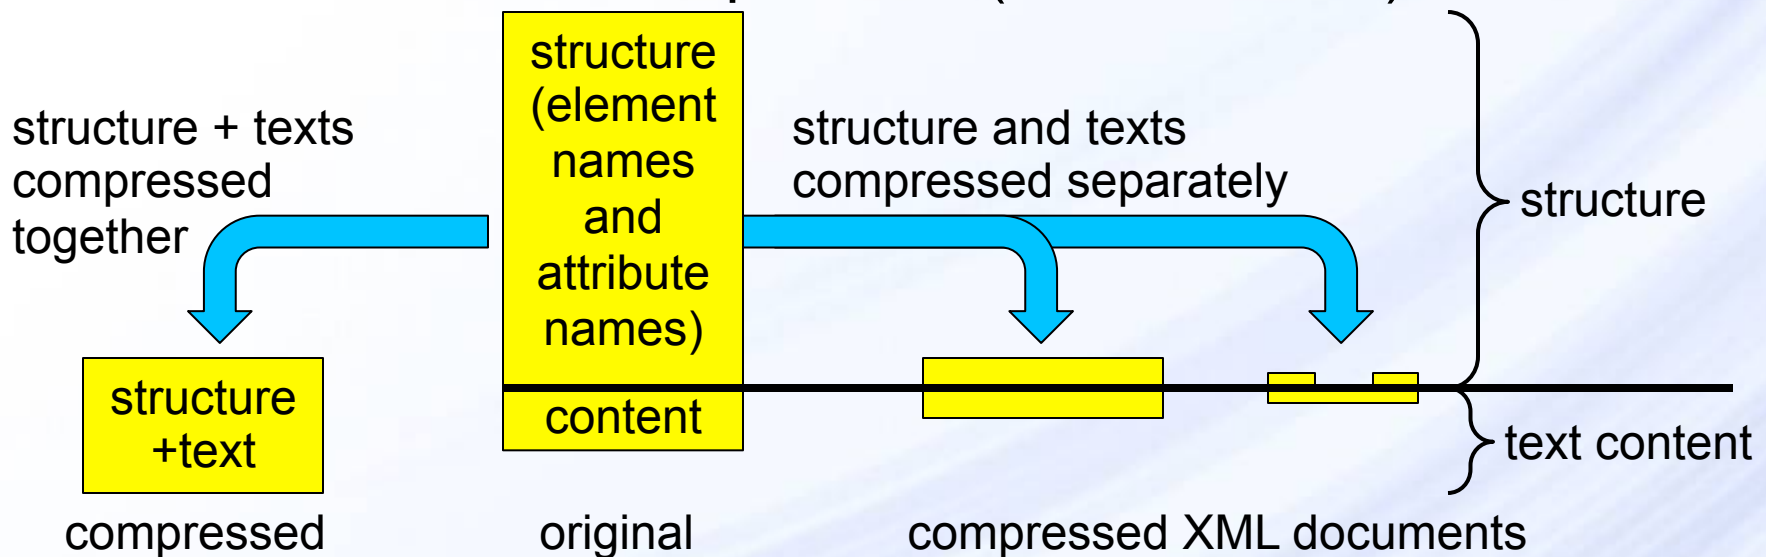 structure
(element
names
and
attribute
names)
content
structure + texts
compressed
together
structure and texts
compressed separately
structure
text content
structure
+text
compressed
original
compressed XML documents